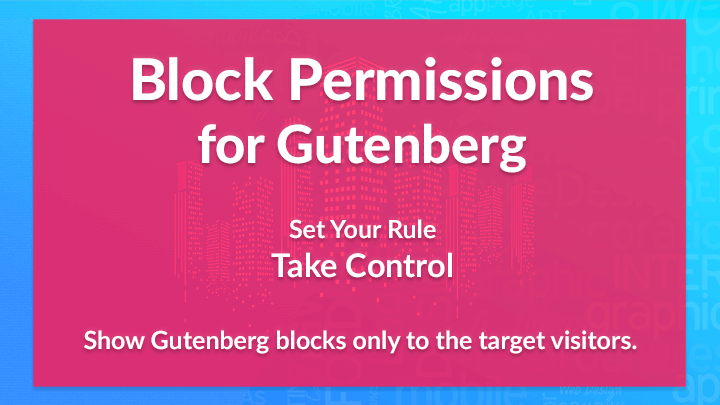 Block Permissions
for Gutenberg
Set Your Rule
Take Control
Show Gutenberg blocks only to the target visitors.